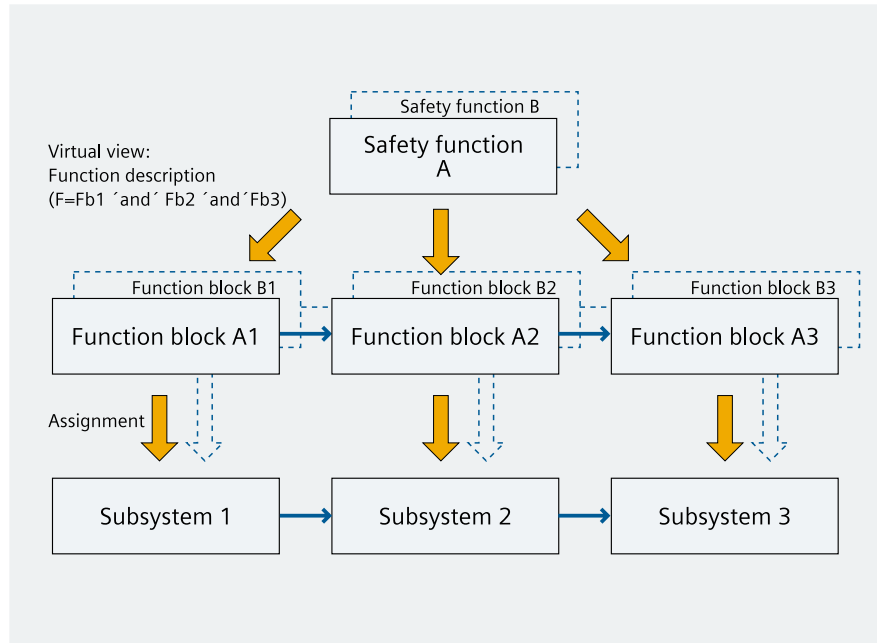 Safety function B
Safety function
A
Virtual view:
Function description
(F=Fb1 ´and´ Fb2 ´and´Fb3)
Function block B1
Function block B2
Function block B3
Function block A1
Function block A2
Function block A3
Assignment
Subsystem 1
Subsystem 2
Subsystem 3